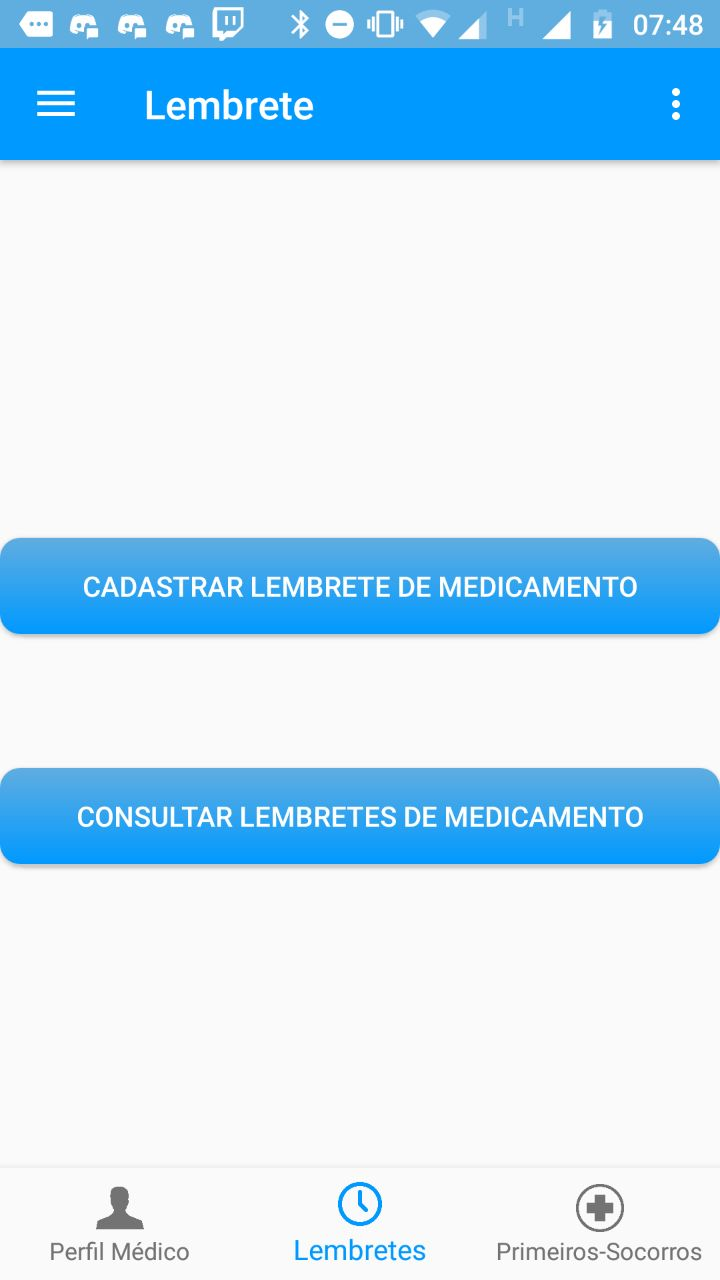 H
07:48
Lembrete
CADASTRAR LEMBRETE DE MEDICAMENTO
CONSULTAR LEMBRETES DE MEDICAMENTO
Perfil Médico
Lembretes
Primeiros-Socorros